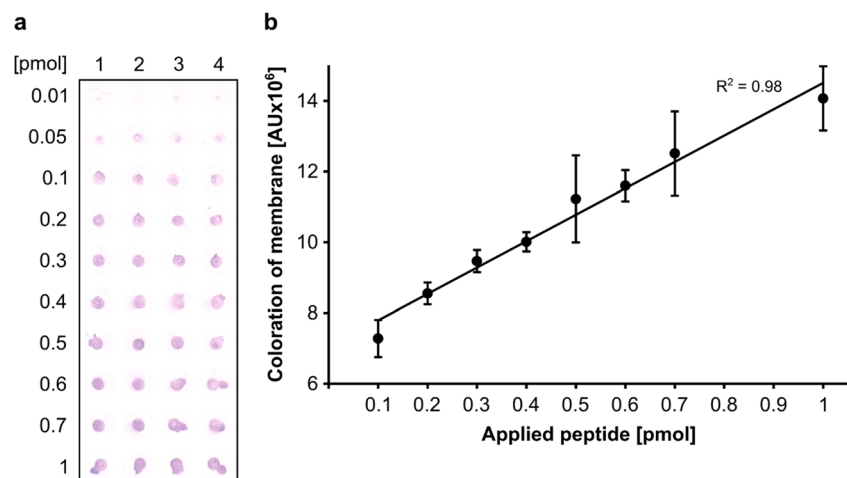 a
[pmol] 1 2 3 4
0.01
0.05
0.1
0.2
0.3
0.4
0.5
0.6
0.7
1
b
Coloration of membrane [AUx10⁶]
14
12
10
8
6
R² = 0.98
0.1 0.2 0.3 0.4 0.5 0.6 0.7 0.8 0.9 1
Applied peptide [pmol]